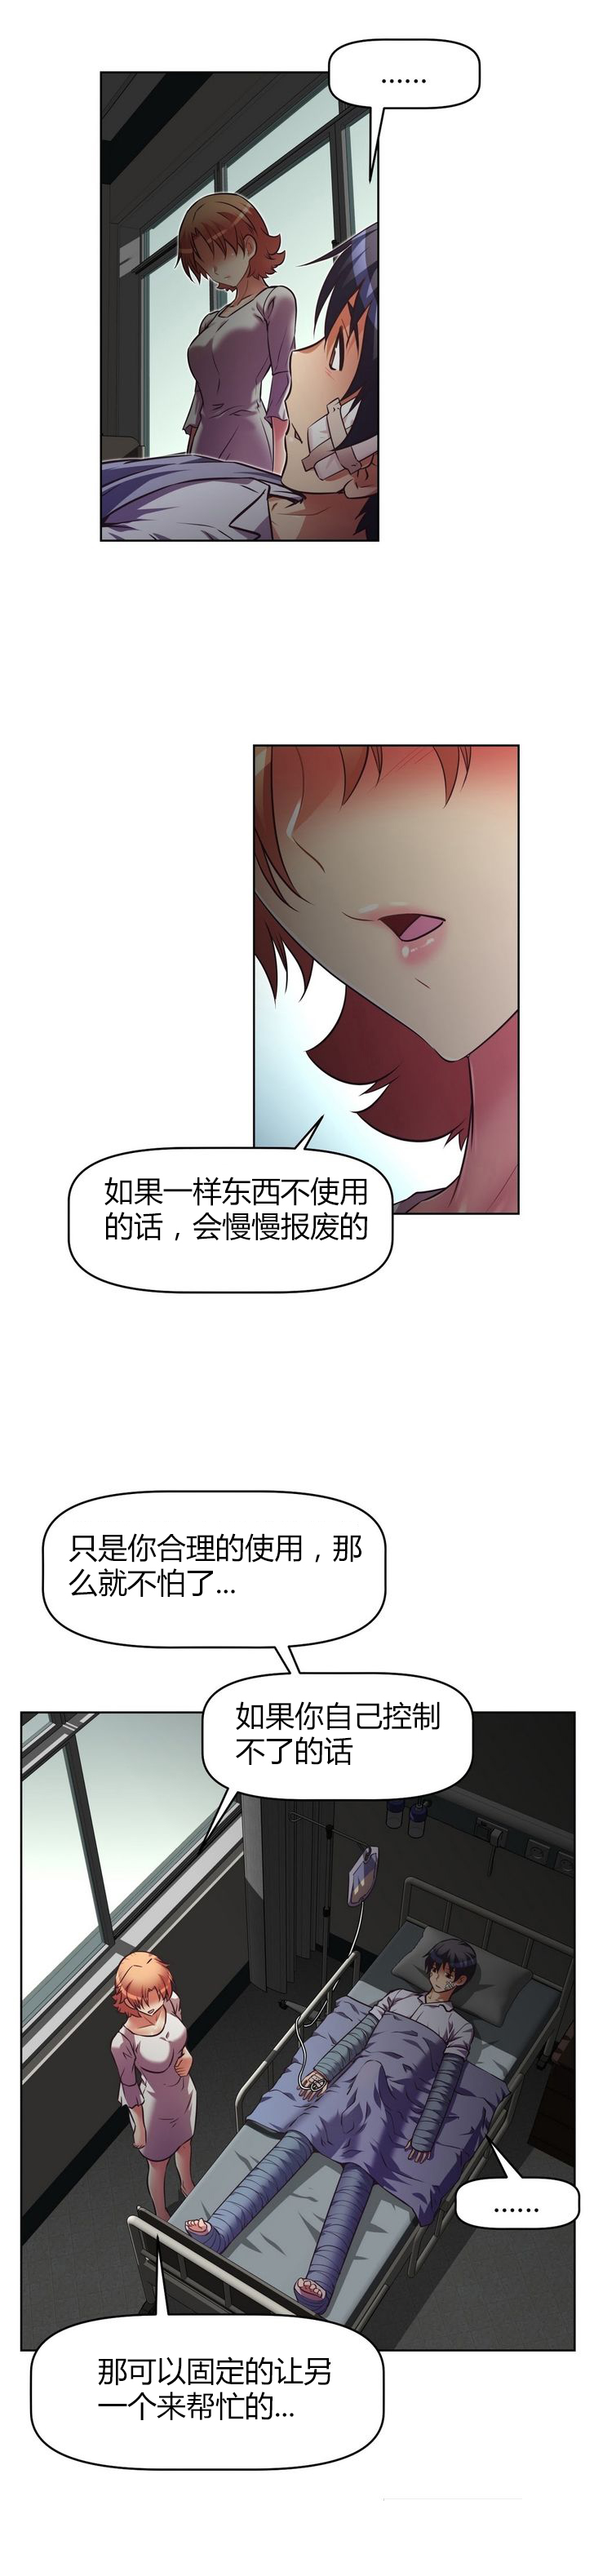 ......
如果一样东西不使用
的话，会慢慢报废的
只是你合理的使用，那
么就不怕了...
如果你自己控制
不了的话
......
那可以固定的让另
一个来帮忙的...